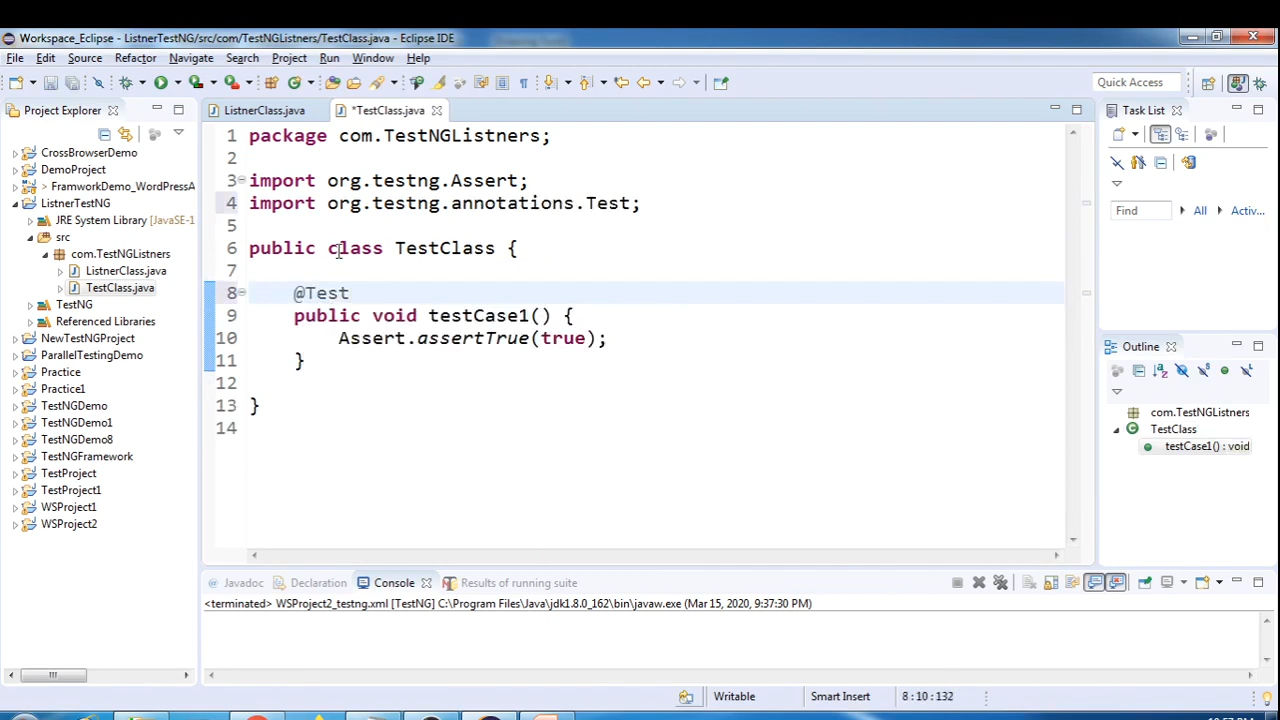 Workspace_Eclipse - ListnerTestNG/src/com/TestNGListners/TestClass.java - Eclipse IDE
File Edit Source Refactor Navigate Search Project Run Window Help
Quick Access
Project Explorer
ListnerClass.java
*TestClass.java
Task List
CrossBrowserDemo
DemoProject
> FramworkDemo_WordPressA
ListnerTestNG
JRE System Library [JavaSE-1
src
com.TestNGListners
ListnerClass.java
TestClass.java
TestNG
Referenced Libraries
NewTestNGProject
ParallelTestingDemo
Practice
Practice1
TestNGDemo
TestNGDemo1
TestNGDemo8
TestNGFramework
TestProject
TestProject1
WSProject1
WSProject2
1 package com.TestNGListners;
2
3 import org.testng.Assert;
4 import org.testng.annotations.Test;
5
6 public class TestClass {
7
8 @Test
9 public void testCase1() {
10 Assert.assertTrue(true);
11 }
12
13 }
14
Find All Activ...
Outline
com.TestNGListners
TestClass
testCase1() : void
Javadoc Declaration Console Results of running suite
<terminated> WSProject2_testng.xml [TestNG] C:\Program Files\Java\jdk1.8.0_162\bin\javaw.exe (Mar 15, 2020, 9:37:30 PM)
Writable Smart Insert 8 : 10 : 132